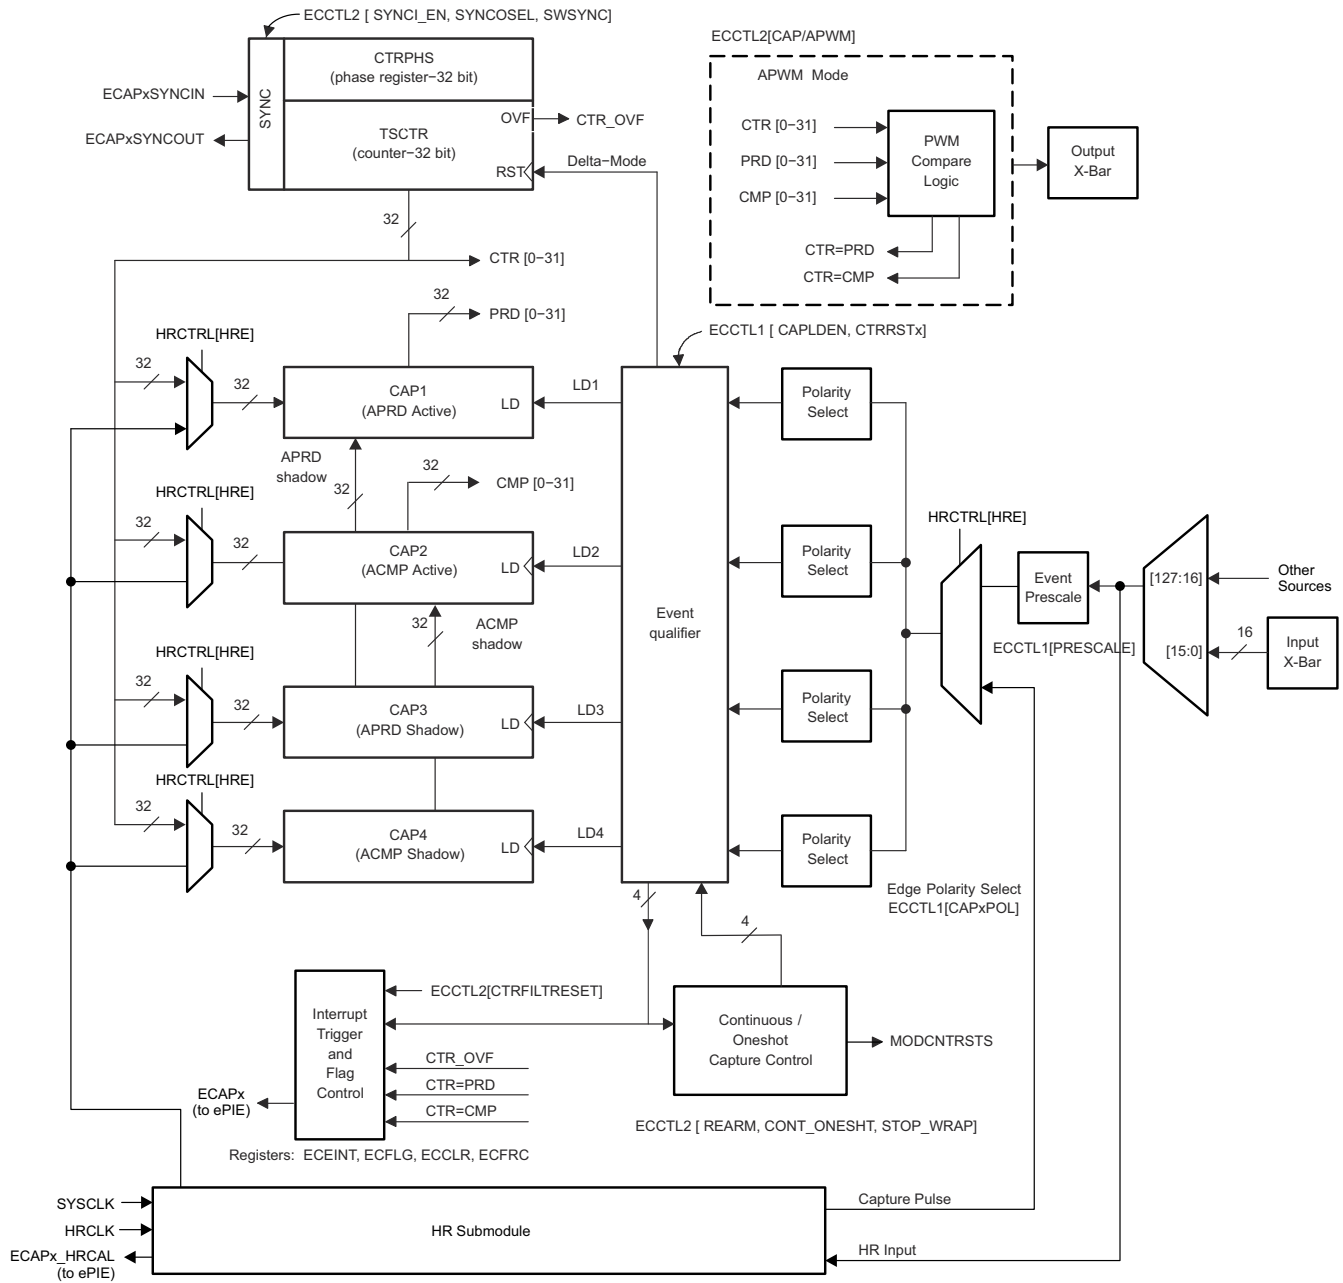 ECCTL2 [ SYNCI_EN, SYNCOSEL, SWSYNC]
SYNC
CTRPHS
(phase register−32 bit)
ECAPxSYNCIN
ECAPxSYNCOUT
TSCTR
(counter−32 bit)
OVF
CTR_OVF
RST
Delta−Mode
32
CTR [0−31]
32
PRD [0−31]
ECCTL2[CAP/APWM]
APWM Mode
CTR [0−31]
PRD [0−31]
CMP [0−31]
PWM
Compare
Logic
Output
X-Bar
CTR=PRD
CTR=CMP
ECCTL1 [ CAPLDEN, CTRRSTx]
HRCTRL[HRE]
32
32
CAP1
(APRD Active)
LD
LD1
Polarity
Select
APRD
shadow
32
32
CMP [0−31]
HRCTRL[HRE]
32
32
CAP2
(ACMP Active)
LD
LD2
Polarity
Select
HRCTRL[HRE]
Event
Prescale
[127:16]
Other
Sources
ECCTL1[PRESCALE]
[15:0]
16
Input
X-Bar
32
ACMP
shadow
Event
qualifier
HRCTRL[HRE]
32
32
CAP3
(APRD Shadow)
LD
LD3
Polarity
Select
HRCTRL[HRE]
32
32
CAP4
(ACMP Shadow)
LD
LD4
Polarity
Select
Edge Polarity Select
ECCTL1[CAPxPOL]
4
4
Interrupt
Trigger
and
Flag
Control
ECCTL2[CTRFILTRESET]
CTR_OVF
CTR=PRD
CTR=CMP
ECAPx
(to ePIE)
Continuous /
Oneshot
Capture Control
MODCNTRSTS
ECCTL2 [ REARM, CONT_ONESHT, STOP_WRAP]
Registers: ECEINT, ECFLG, ECCLR, ECFRC
SYSCLK
HRCLK
ECAPx_HRCAL
(to ePIE)
HR Submodule
Capture Pulse
HR Input